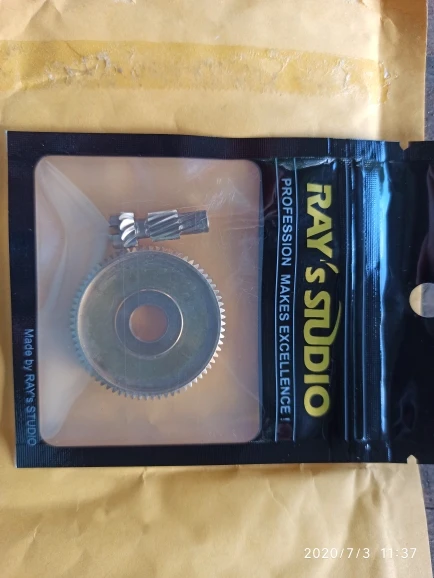 RAY's STUDIO
PROFESSION MAKES EXCELLENCE !
Made by RAY's STUDIO
2020/7/3 11:37